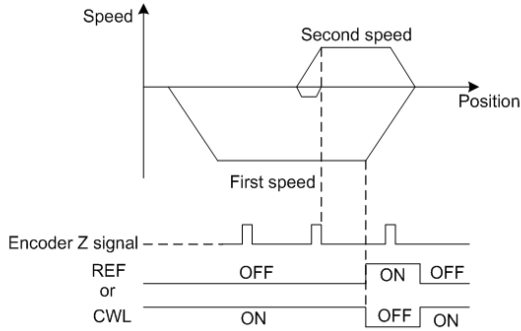 Speed
Second speed
Position
First speed
Encoder Z signal
REF OFF ON OFF
or
CWL ON OFF ON